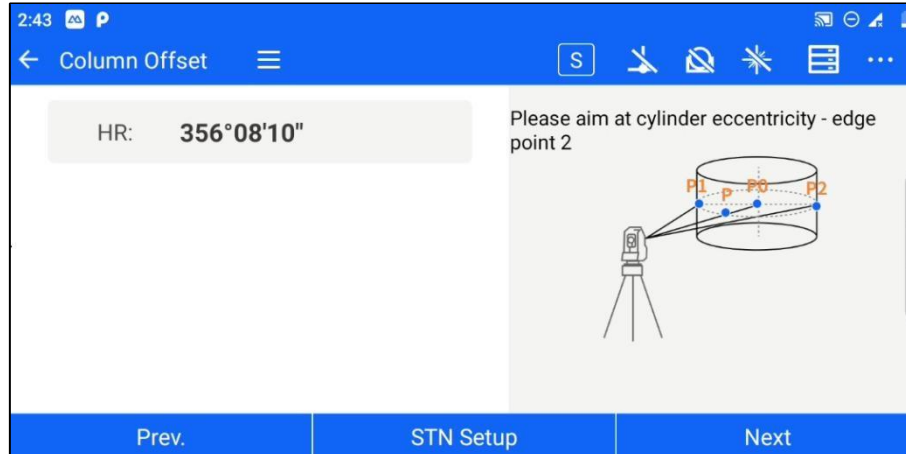 2:43
Column Offset
S
HR: 356°08'10"
Please aim at cylinder eccentricity - edge
point 2
P1 P P0 P2
Prev. STN Setup Next